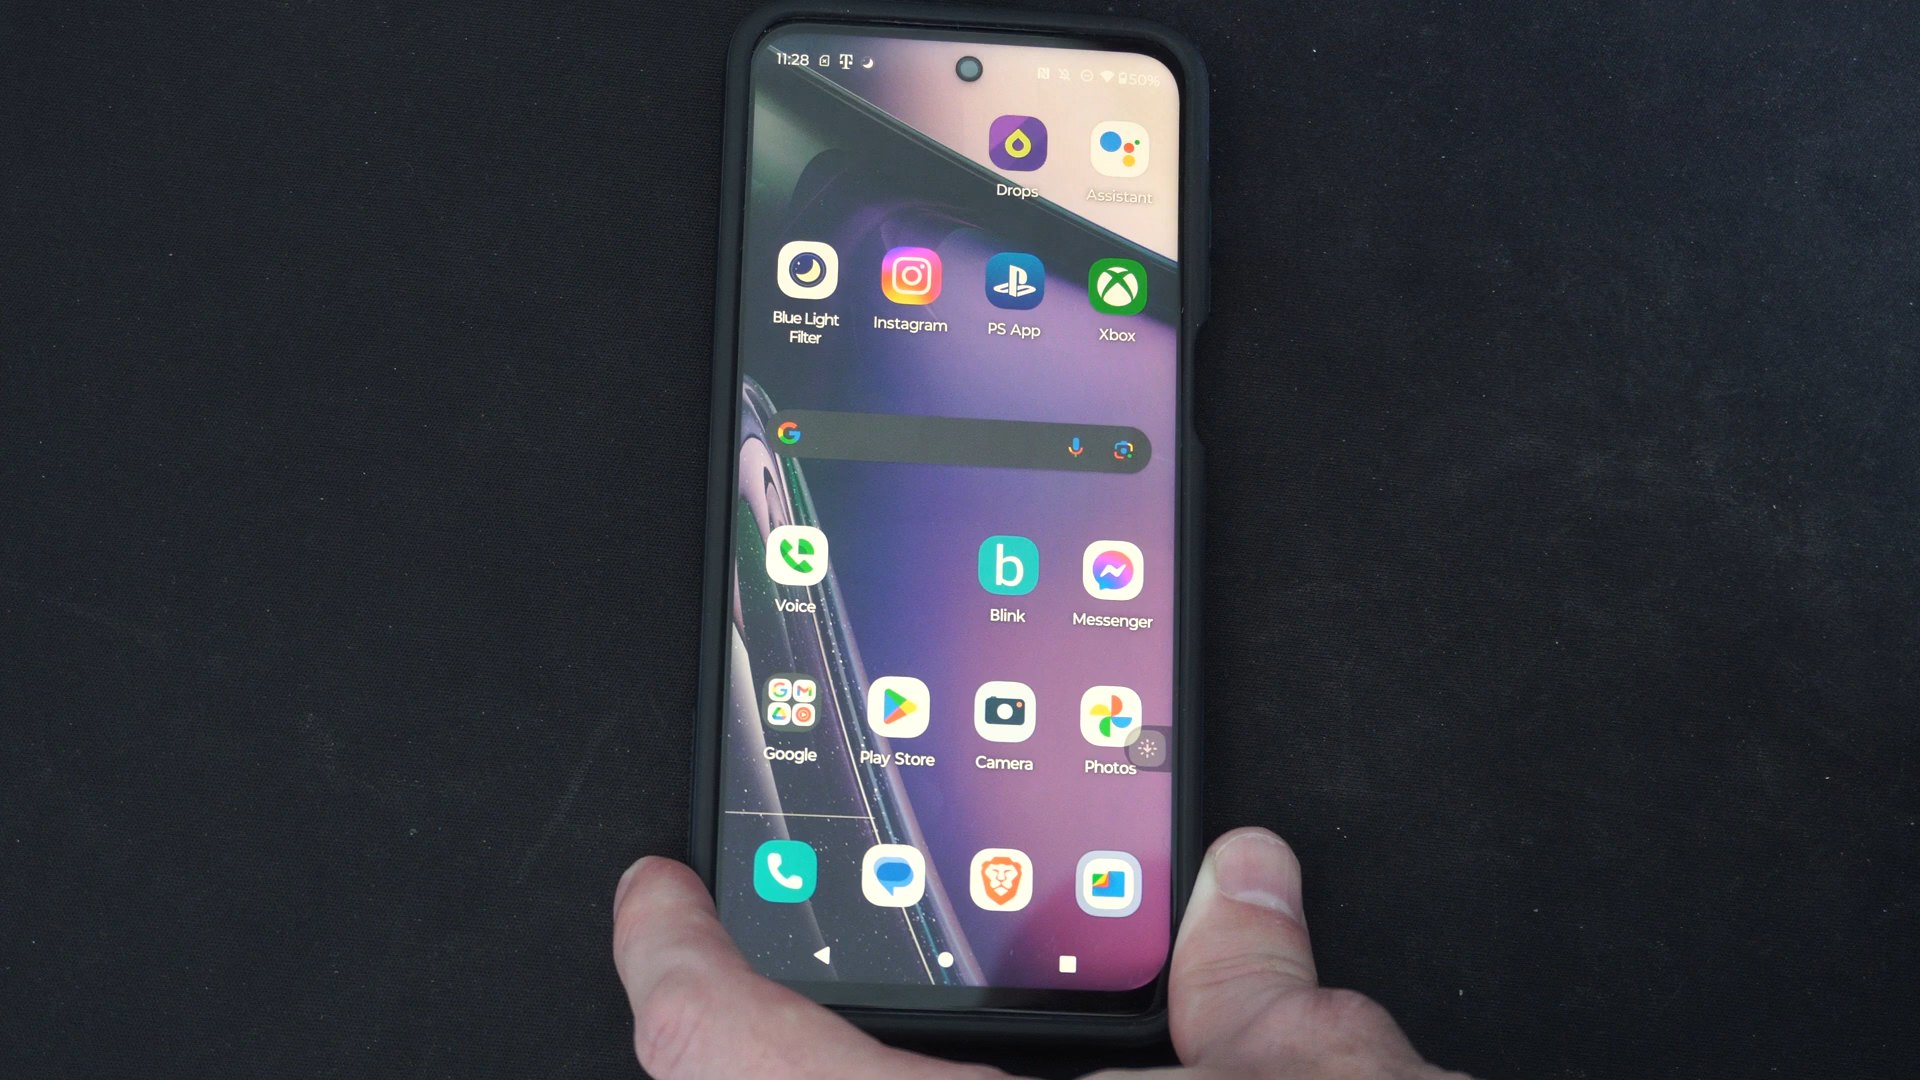 11:28
50%
Drops
Assistant
Blue Light
Filter
Instagram
PS App
Xbox
Voice
b
Blink
Messenger
Google
Play Store
Camera
Photos